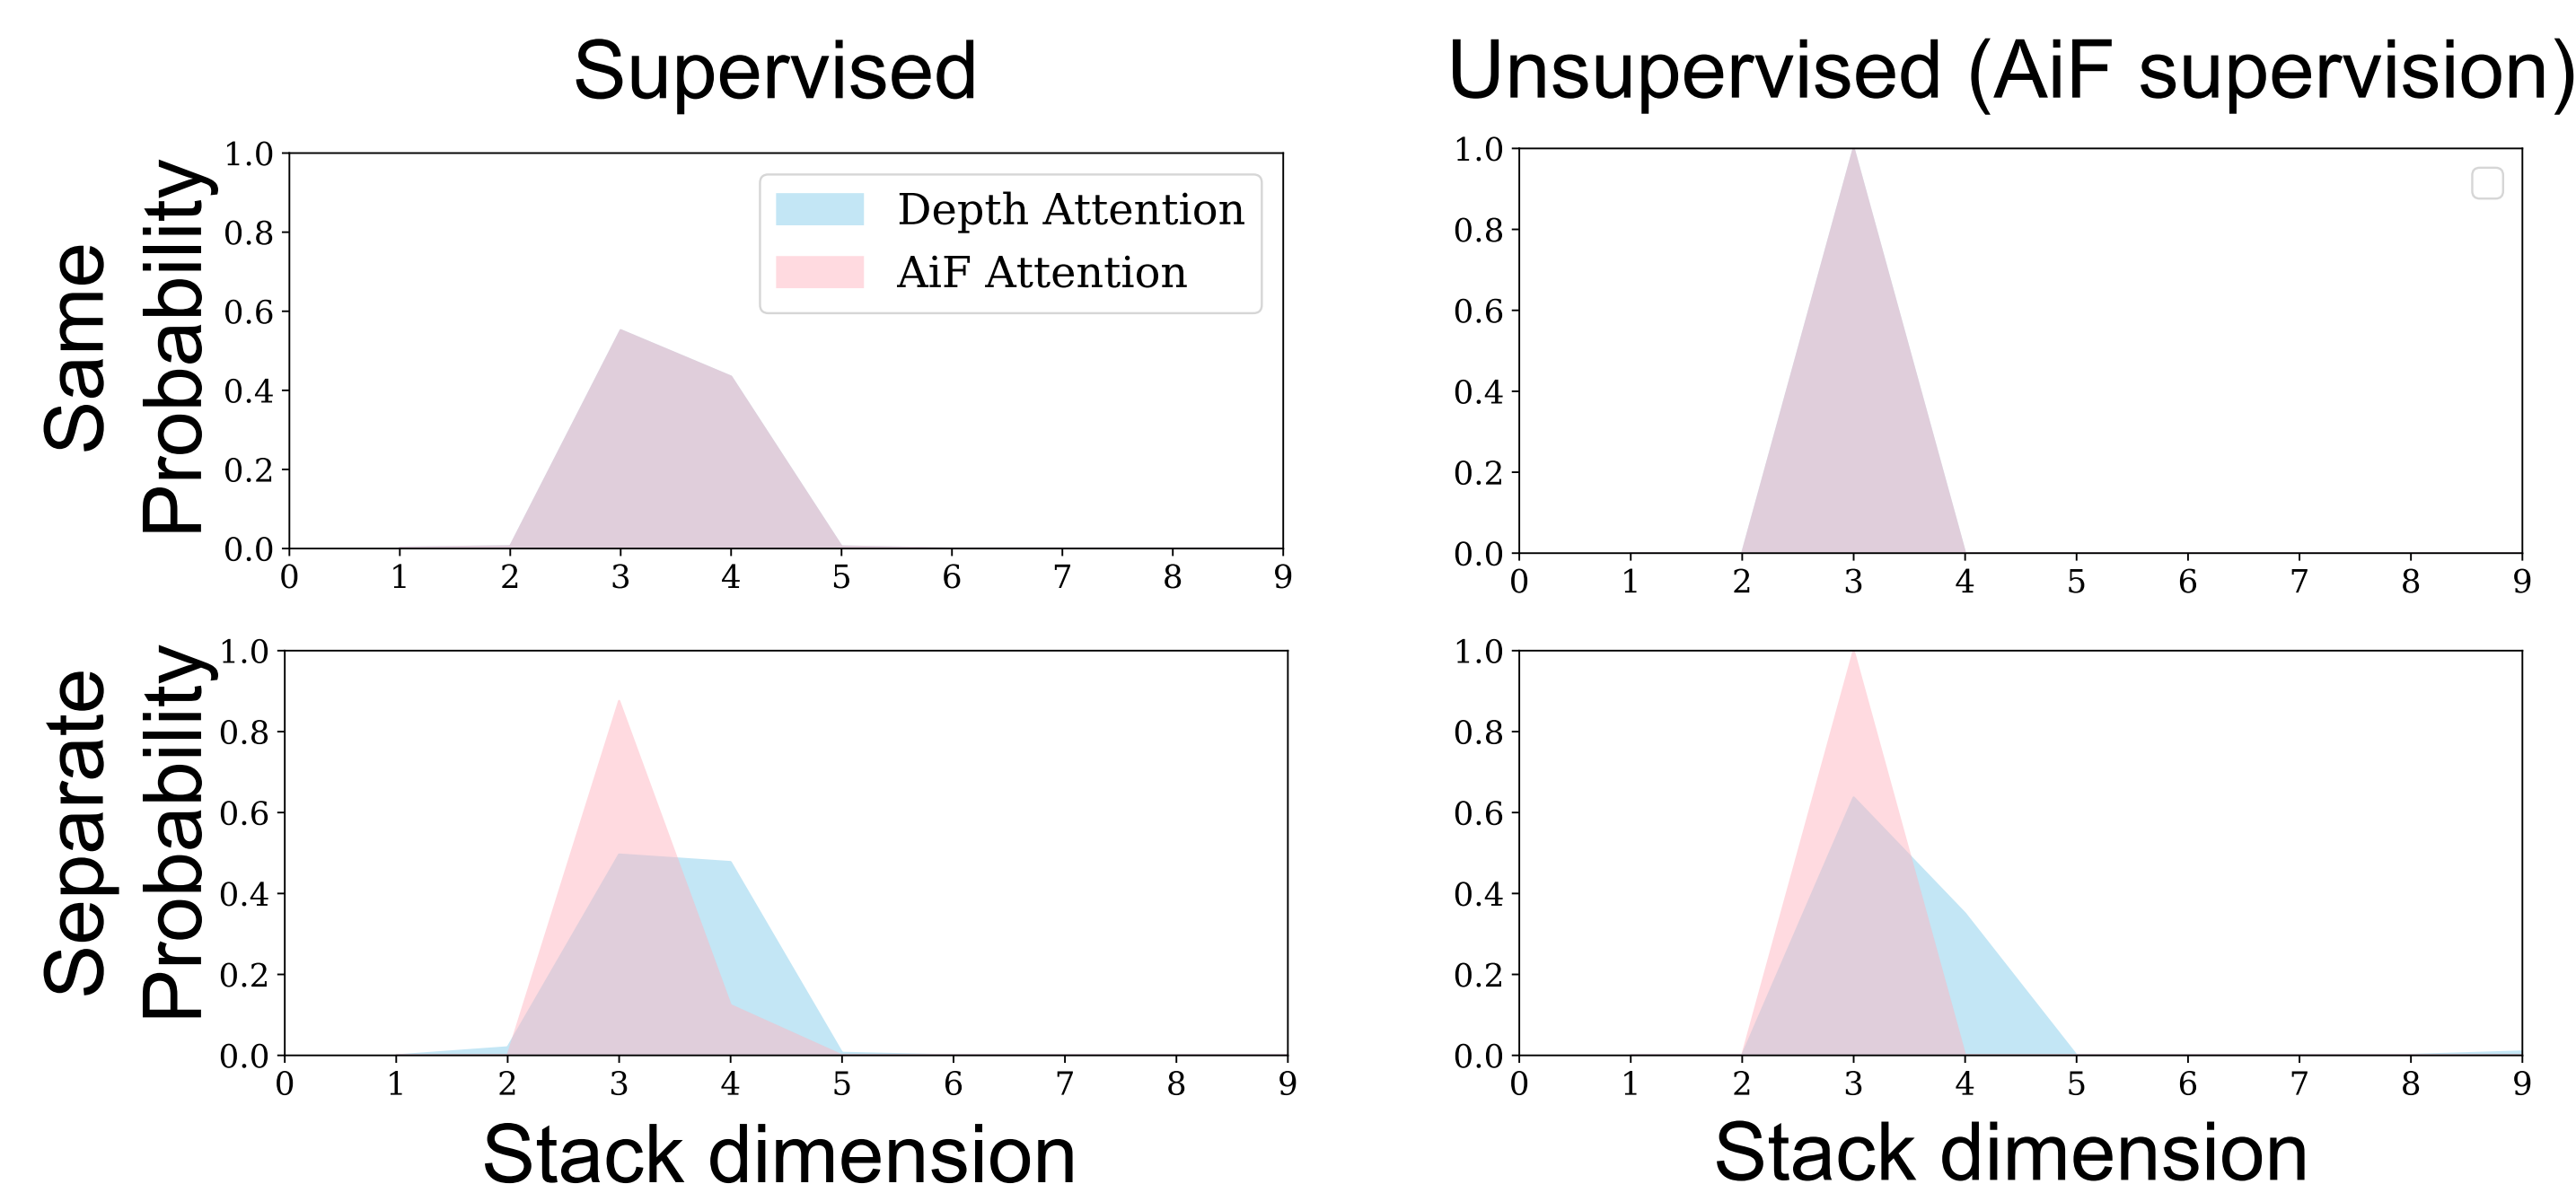 Supervised
Unsupervised (AiF supervision)
Same
Probability
1.0
0.8
0.6
0.4
0.2
0.0
0 1 2 3 4 5 6 7 8 9
Depth Attention
AiF Attention
1.0
0.8
0.6
0.4
0.2
0.0
0 1 2 3 4 5 6 7 8 9
Separate
Probability
1.0
0.8
0.6
0.4
0.2
0.0
0 1 2 3 4 5 6 7 8 9
Stack dimension
1.0
0.8
0.6
0.4
0.2
0.0
0 1 2 3 4 5 6 7 8 9
Stack dimension